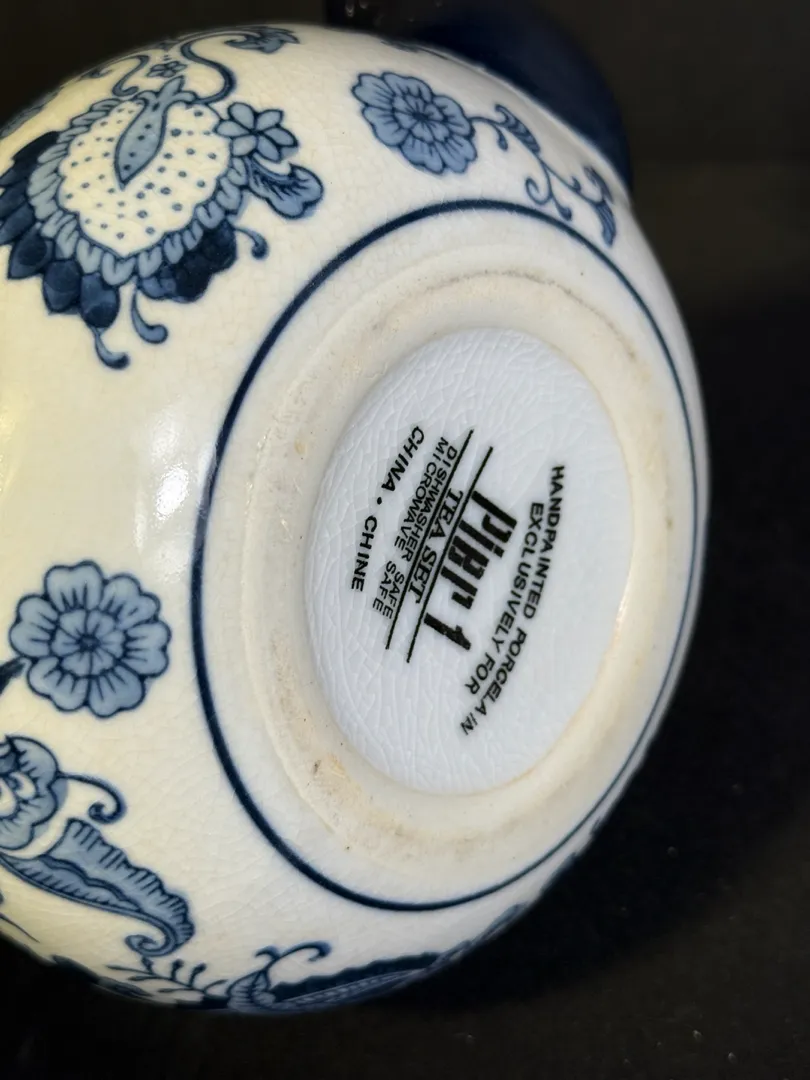 HANDPAINTED PORCELAIN
EXCLUSIVELY FOR
Pier 1
TEA SET
DISHWASHER SAFE
MICROWAVE SAFE
CHINA • CHINE